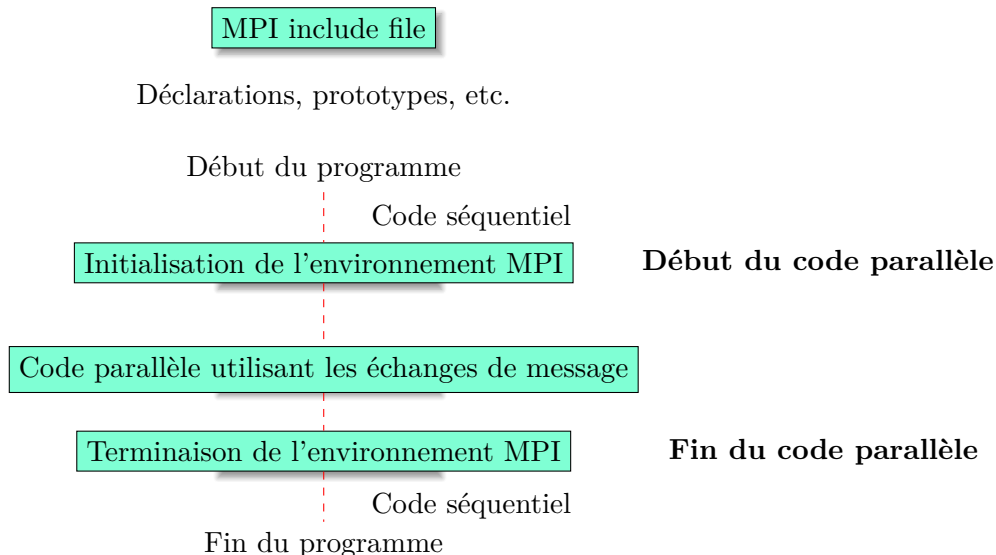 MPI include file
Déclarations, prototypes, etc.
Début du programme
Code séquentiel
Initialisation de l'environnement MPI
Début du code parallèle
Code parallèle utilisant les échanges de message
Terminaison de l'environnement MPI
Fin du code parallèle
Code séquentiel
Fin du programme